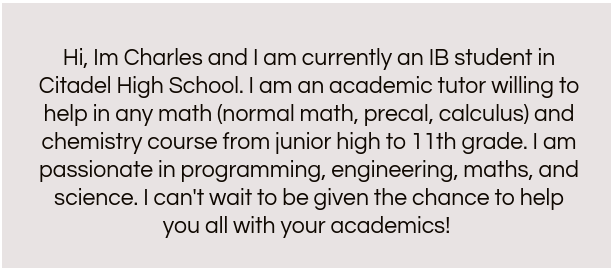 Hi, Im Charles and I am currently an IB student in
Citadel High School. I am an academic tutor willing to
help in any math (normal math, precal, calculus) and
chemistry course from junior high to 11th grade. I am
passionate in programming, engineering, maths, and
science. I can't wait to be given the chance to help
you all with your academics!